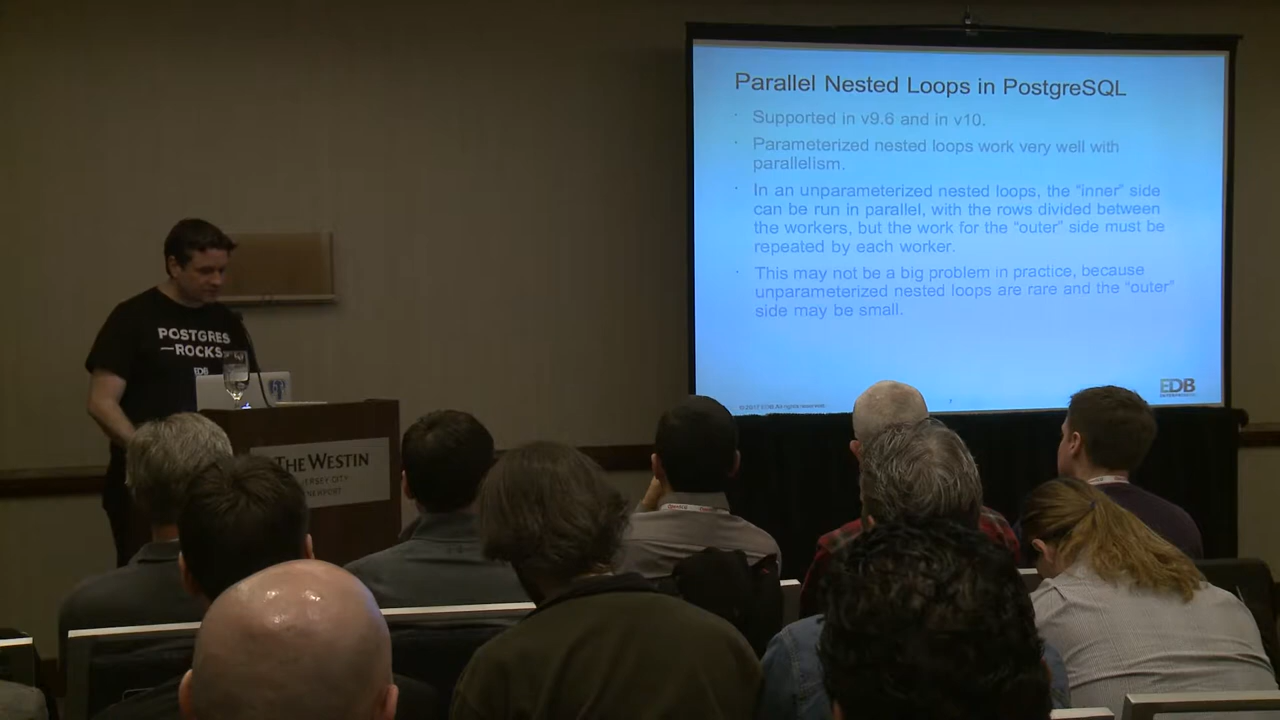 Parallel Nested Loops in PostgreSQL
· Supported in v9.6 and in v10.
· Parameterized nested loops work very well with
parallelism.
· In an unparameterized nested loops, the "inner" side
can be run in parallel, with the rows divided between
the workers, but the work for the "outer" side must be
repeated by each worker.
· This may not be a big problem in practice, because
unparameterized nested loops are rare and the "outer"
side may be small.
EDB
POSTGRES
—ROCKS
EDB
THE WESTIN